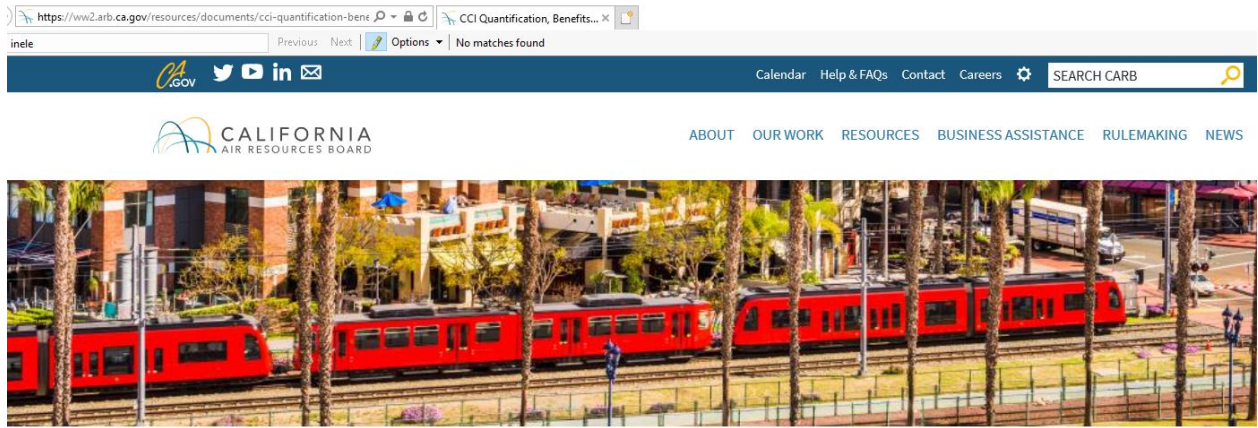 https://ww2.arb.ca.gov/resources/documents/cci-quantification-bene
CCI Quantification, Benefits...
inele
Previous Next Options No matches found
CA.GOV
Calendar Help & FAQs Contact Careers SEARCH CARB
CALIFORNIA
AIR RESOURCES BOARD
ABOUT OUR WORK RESOURCES BUSINESS ASSISTANCE RULEMAKING NEWS